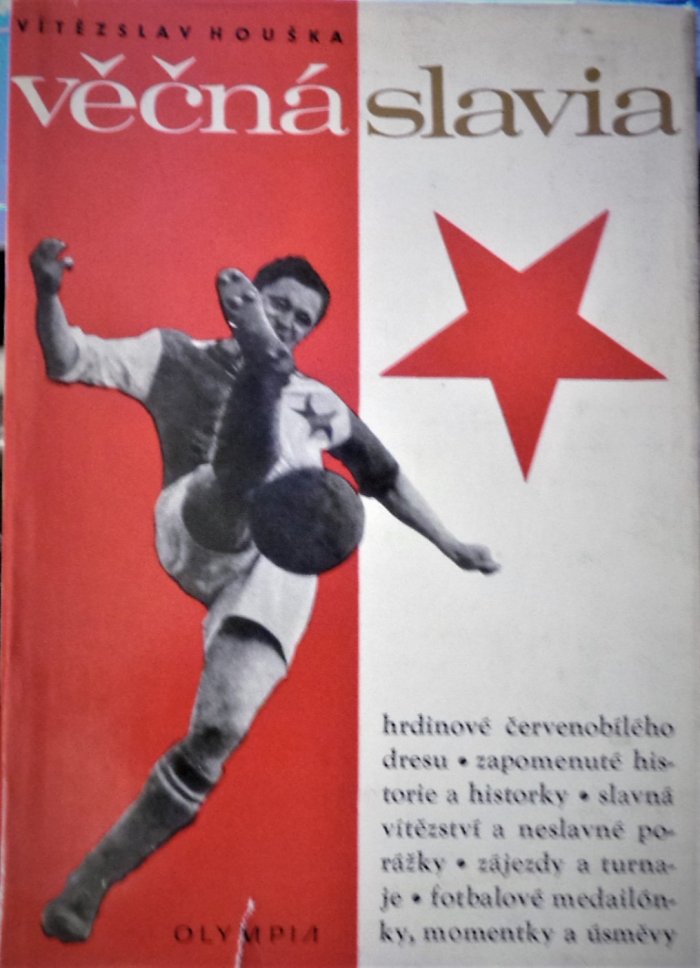 VÍTĚZSLAV HOUŠKA
věčná slavia
hrdinové červenobílého
dresu • zapomenuté his-
torie a historky • slavná
vítězství a neslavné po-
rážky • zájezdy a turna-
je • fotbalové medailón-
ky, momentky a úsměvy
OLYMPIA